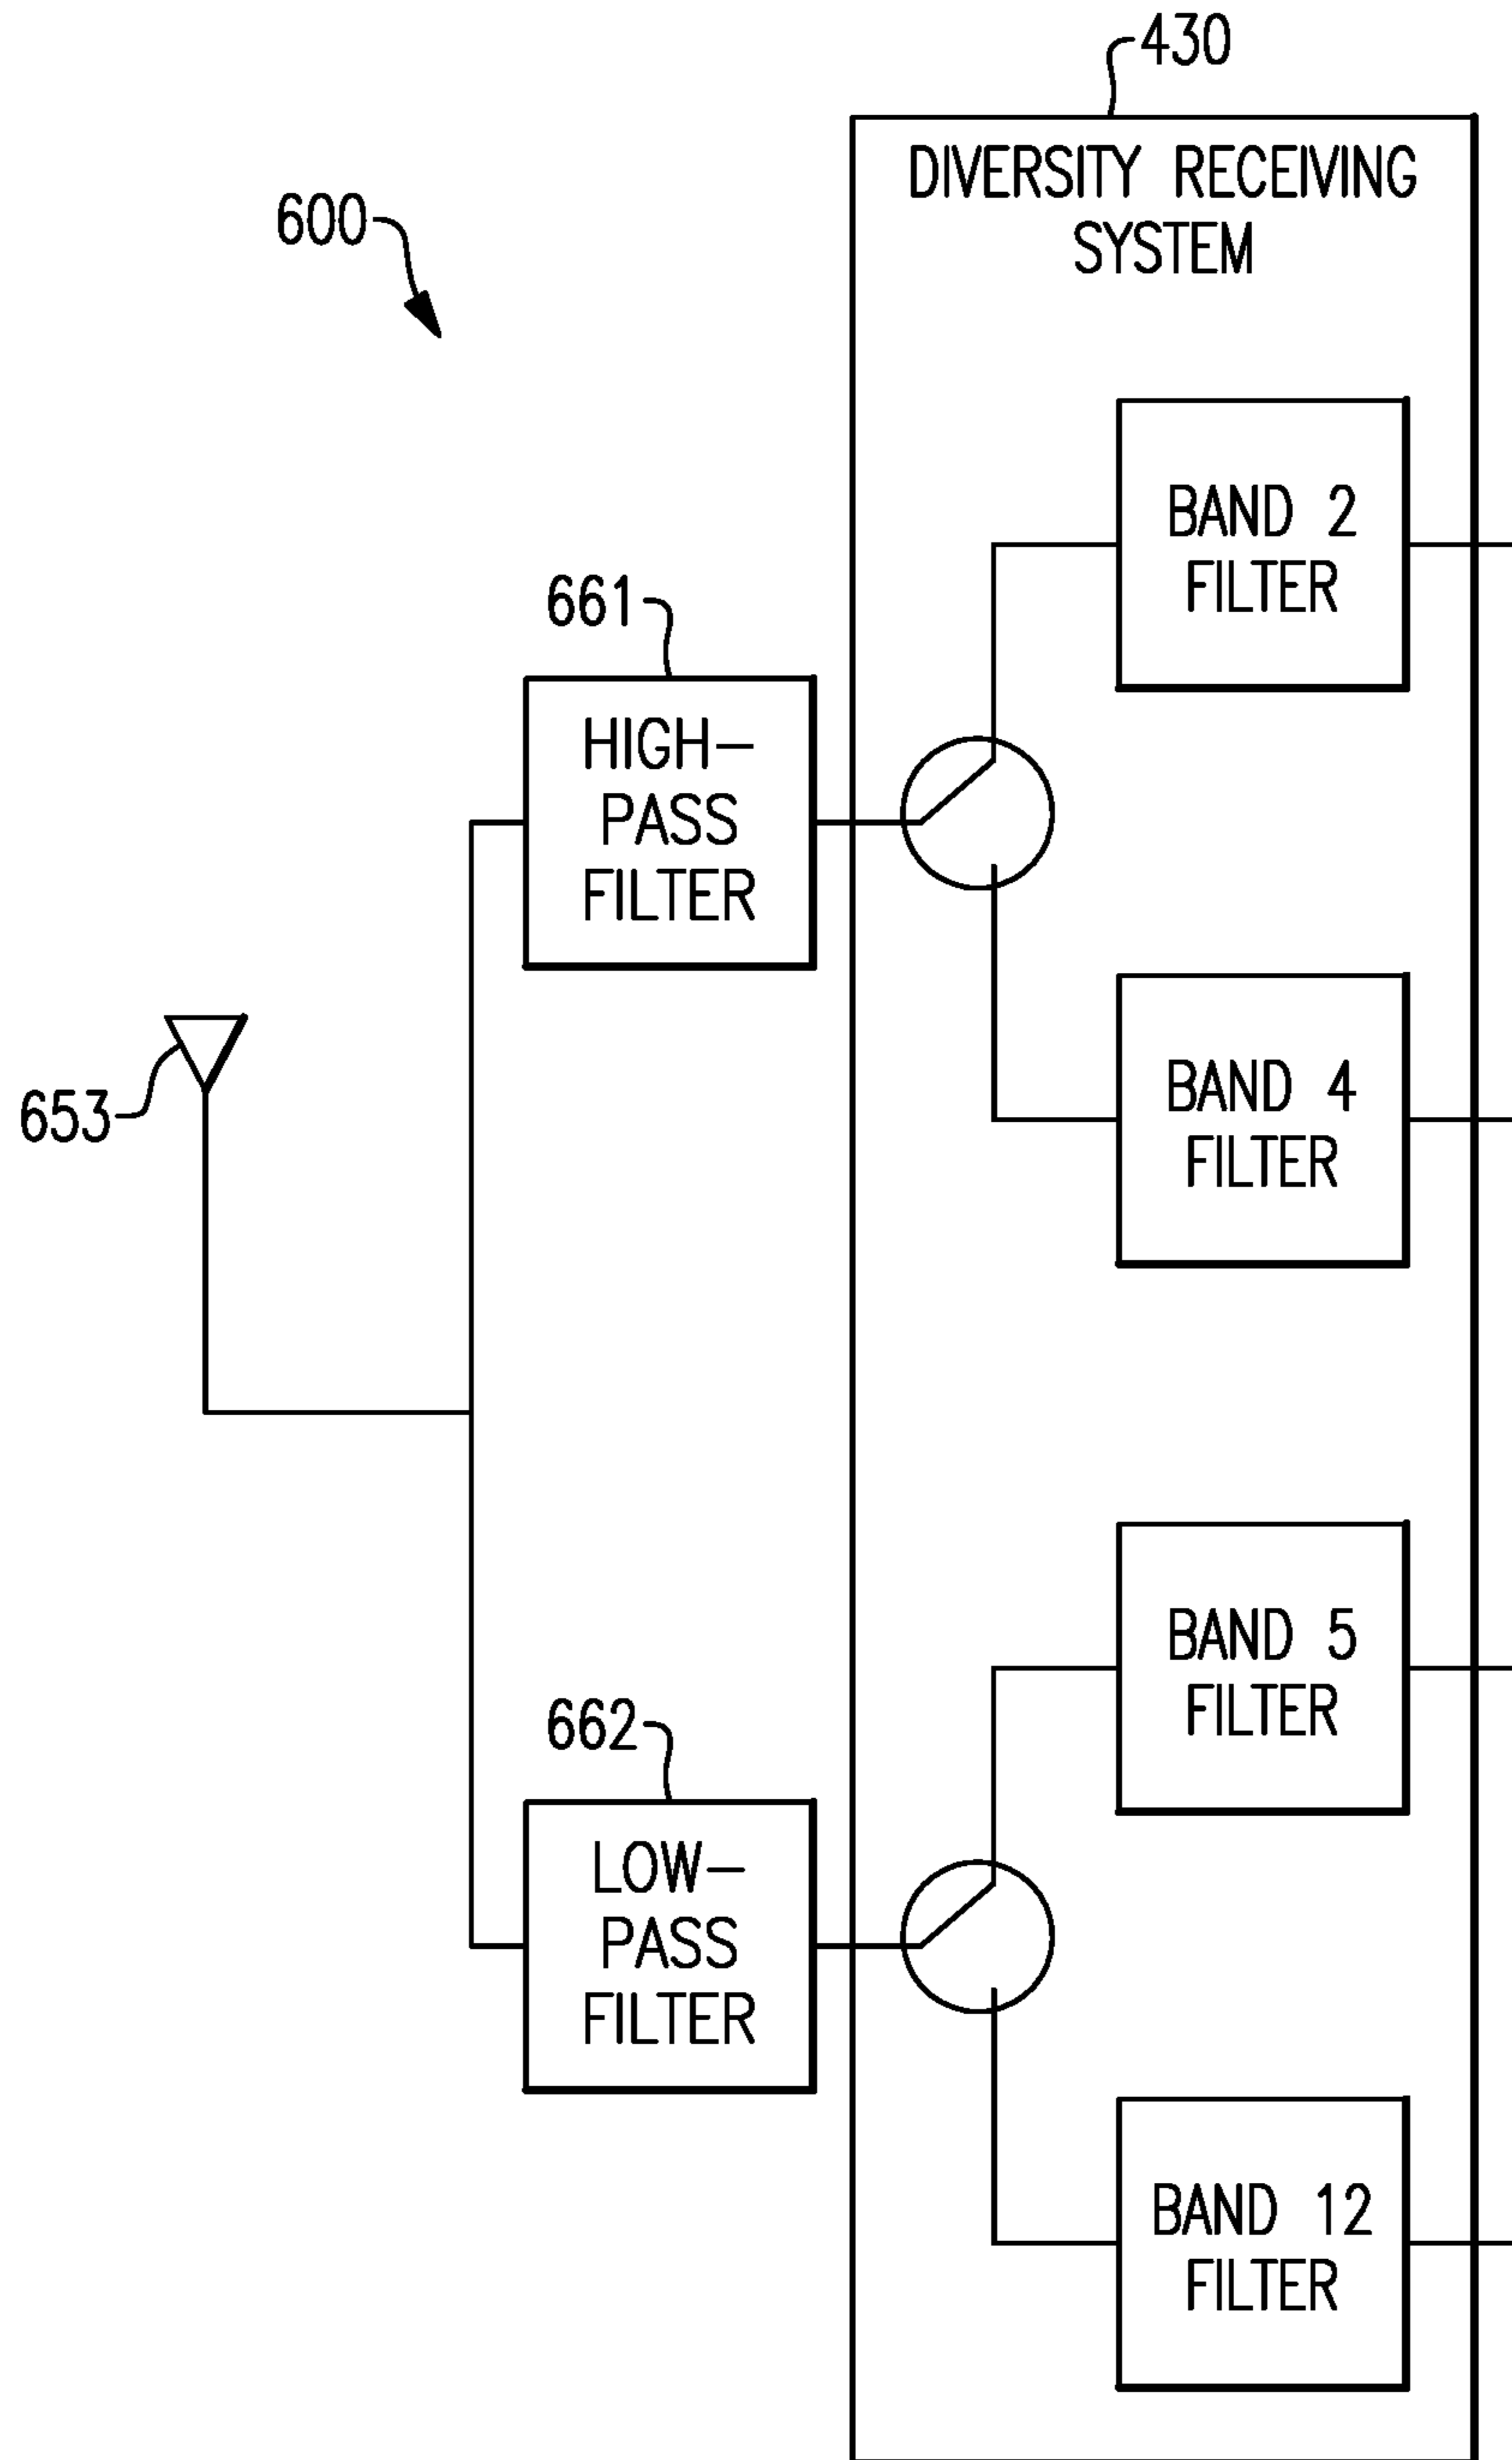 430
DIVERSITY RECEIVING
SYSTEM
600
BAND 2
FILTER
661
HIGH-
PASS
FILTER
653
BAND 4
FILTER
BAND 5
FILTER
662
LOW-
PASS
FILTER
BAND 12
FILTER